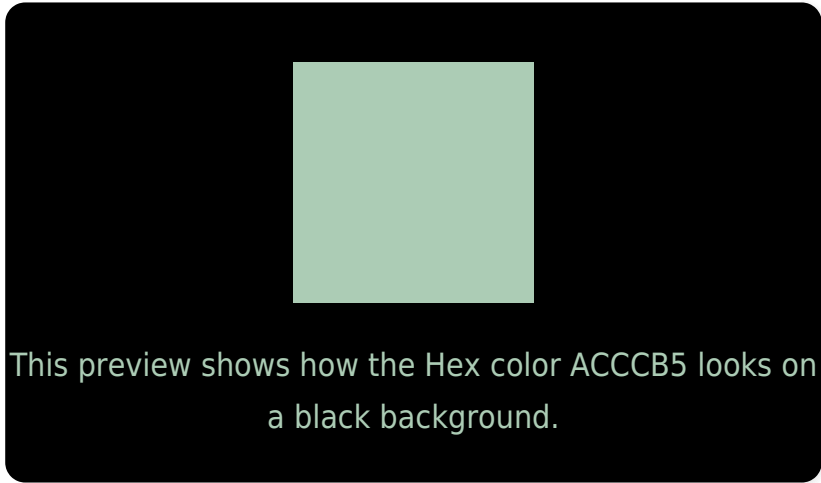 This preview shows how the Hex color ACCCB5 looks on
a black background.